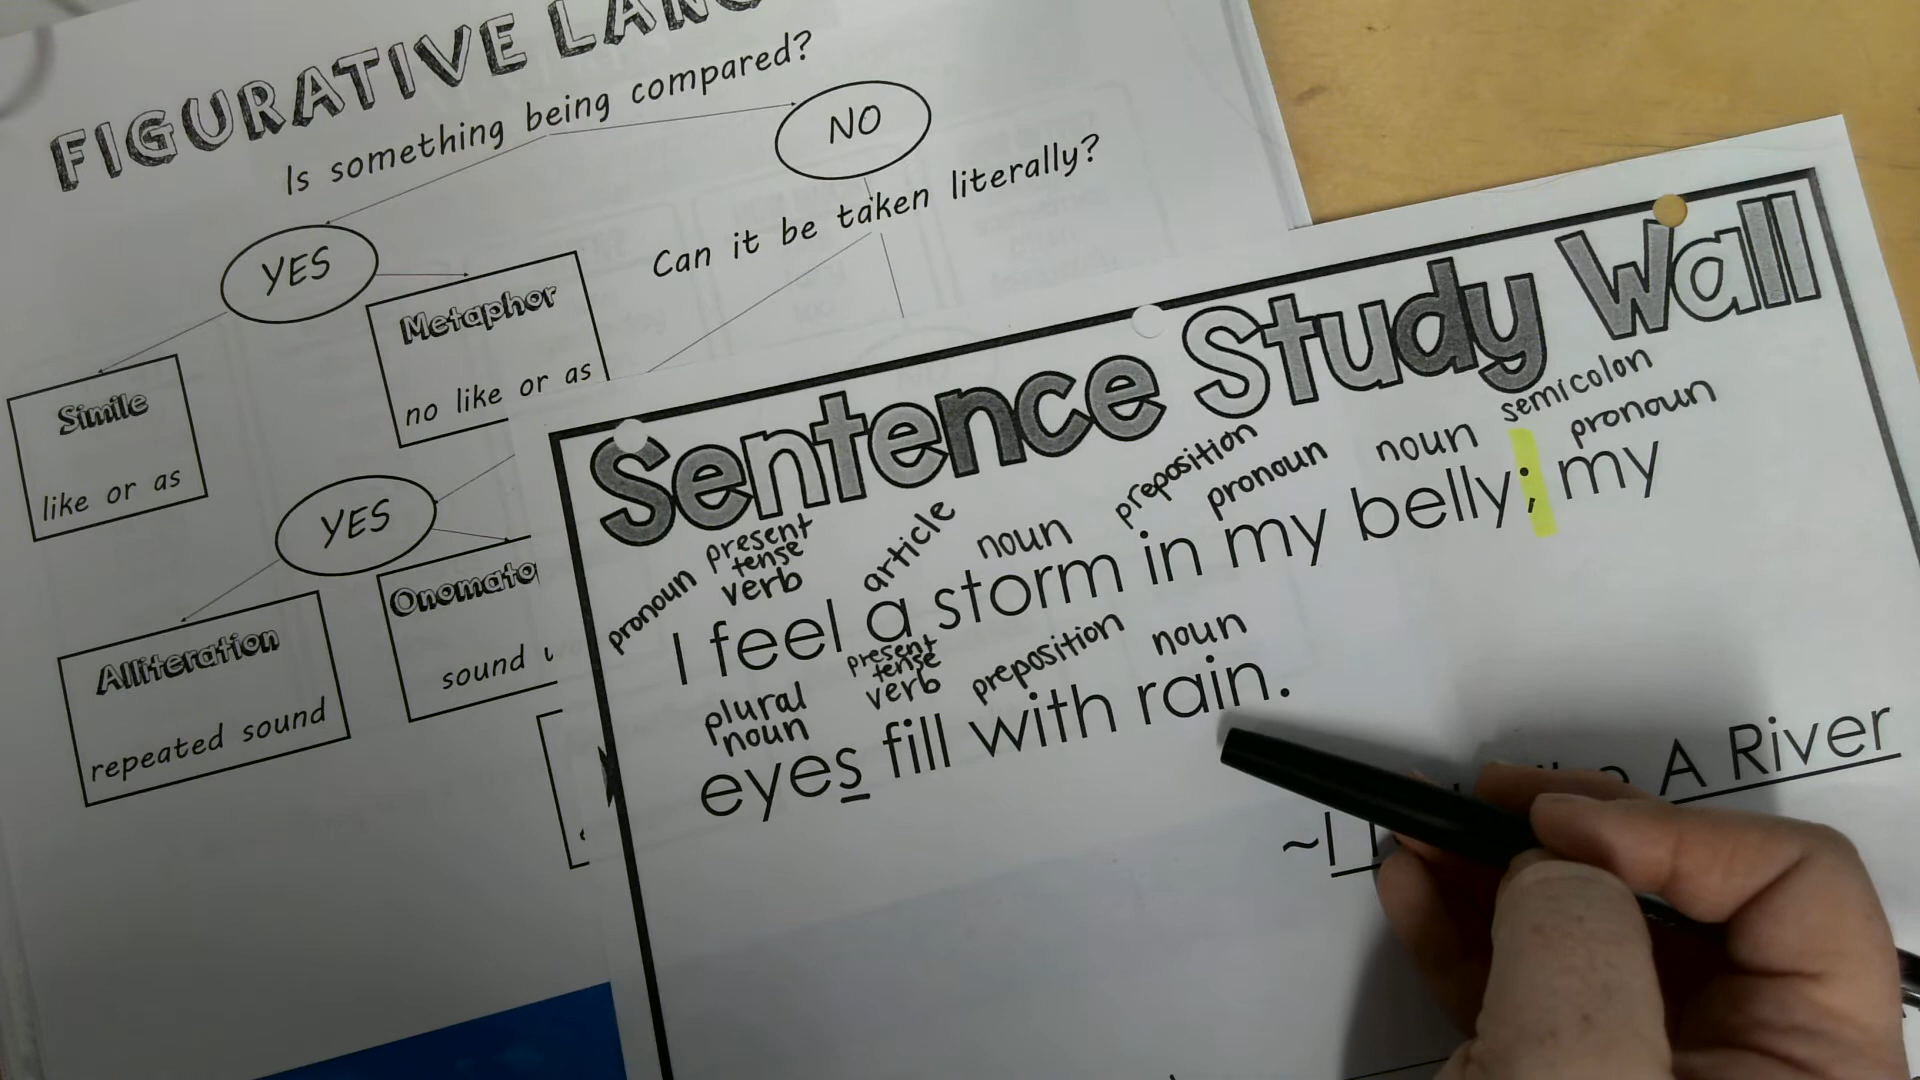 FIGURATIVE
Is something being compared?
NO
YES
Can it be taken literally?
Metaphor
no like or as
Simile
like or as
YES
Onomato
sound
Alliteration
repeated sound
Sentence Study Wall
semicolon
pronoun present tense verb article noun preposition pronoun noun pronoun
I feel a storm in my belly; my
plural noun present tense verb preposition noun
eyes fill with rain.
A River
~I